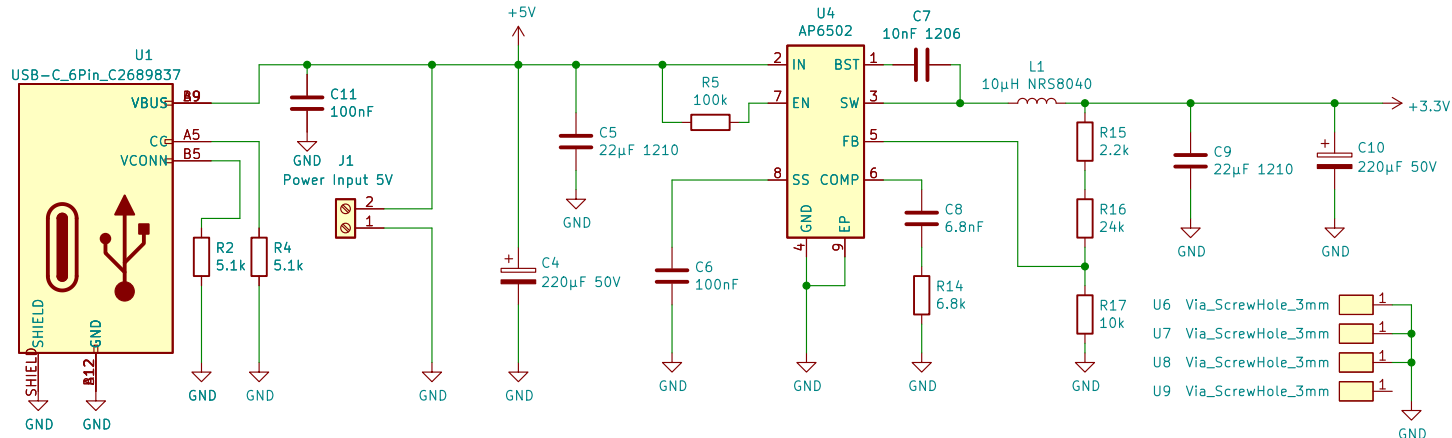 U1
USB-C_6Pin_C2689837
VBUS
CC
A5
VCONN
B5
SHIELD
GND
SHIELD
GND
GND
R2
5.1k
GND
R4
5.1k
GND
C11
100nF
GND
J1
Power Input 5V
2
1
GND
+5V
C4
220µF 50V
GND
C5
22µF 1210
GND
R5
100k
C6
100nF
GND
U4
AP6502
2
IN
BST
1
7
EN
SW
3
FB
5
8
SS
COMP
6
GND
EP
4
9
GND
C7
10nF 1206
C8
6.8nF
R14
6.8k
GND
L1
10µH NRS8040
R15
2.2k
R16
24k
R17
10k
GND
C9
22µF 1210
GND
C10
220µF 50V
GND
+3.3V
U6 Via_ScrewHole_3mm 1
U7 Via_ScrewHole_3mm 1
U8 Via_ScrewHole_3mm 1
U9 Via_ScrewHole_3mm 1
GND